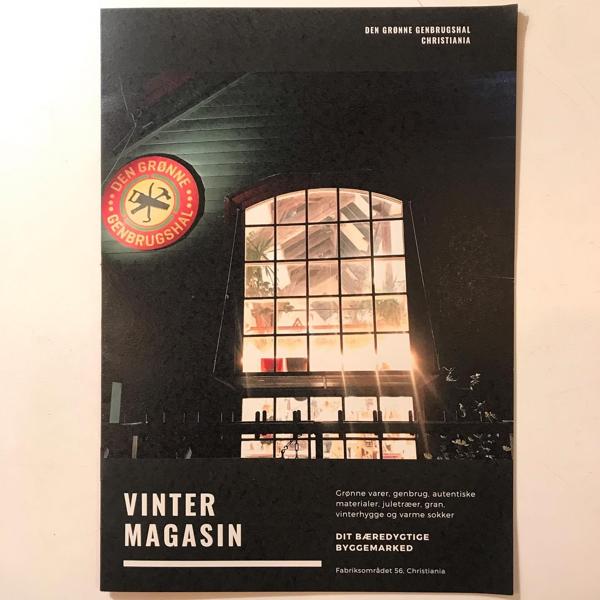 DEN GRØNNE GENBRUGSHAL
CHRISTIANIA
DEN GRØNNE
GENBRUGSHAL
VINTER
MAGASIN
Grønne varer, genbrug, autentiske
materialer, juletræer, gran,
vinterhygge og varme sokker
DIT BÆREDYGTIGE
BYGGEMARKED
Fabriksområdet 56, Christiania